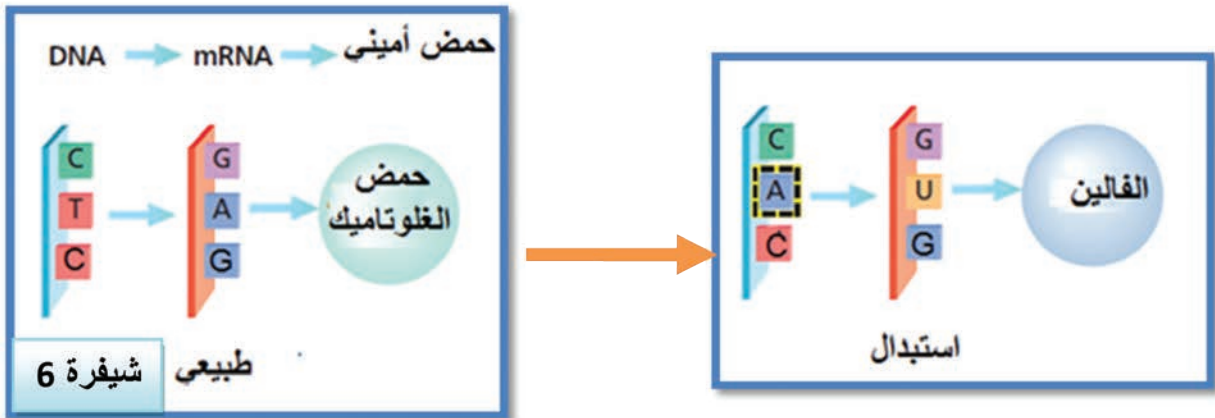 DNA mRNA حمض أميني
C G
T A حمض الغلوتاميك
C G
طبيعي
شيفرة 6
C G
A U الفالين
C G
استبدال